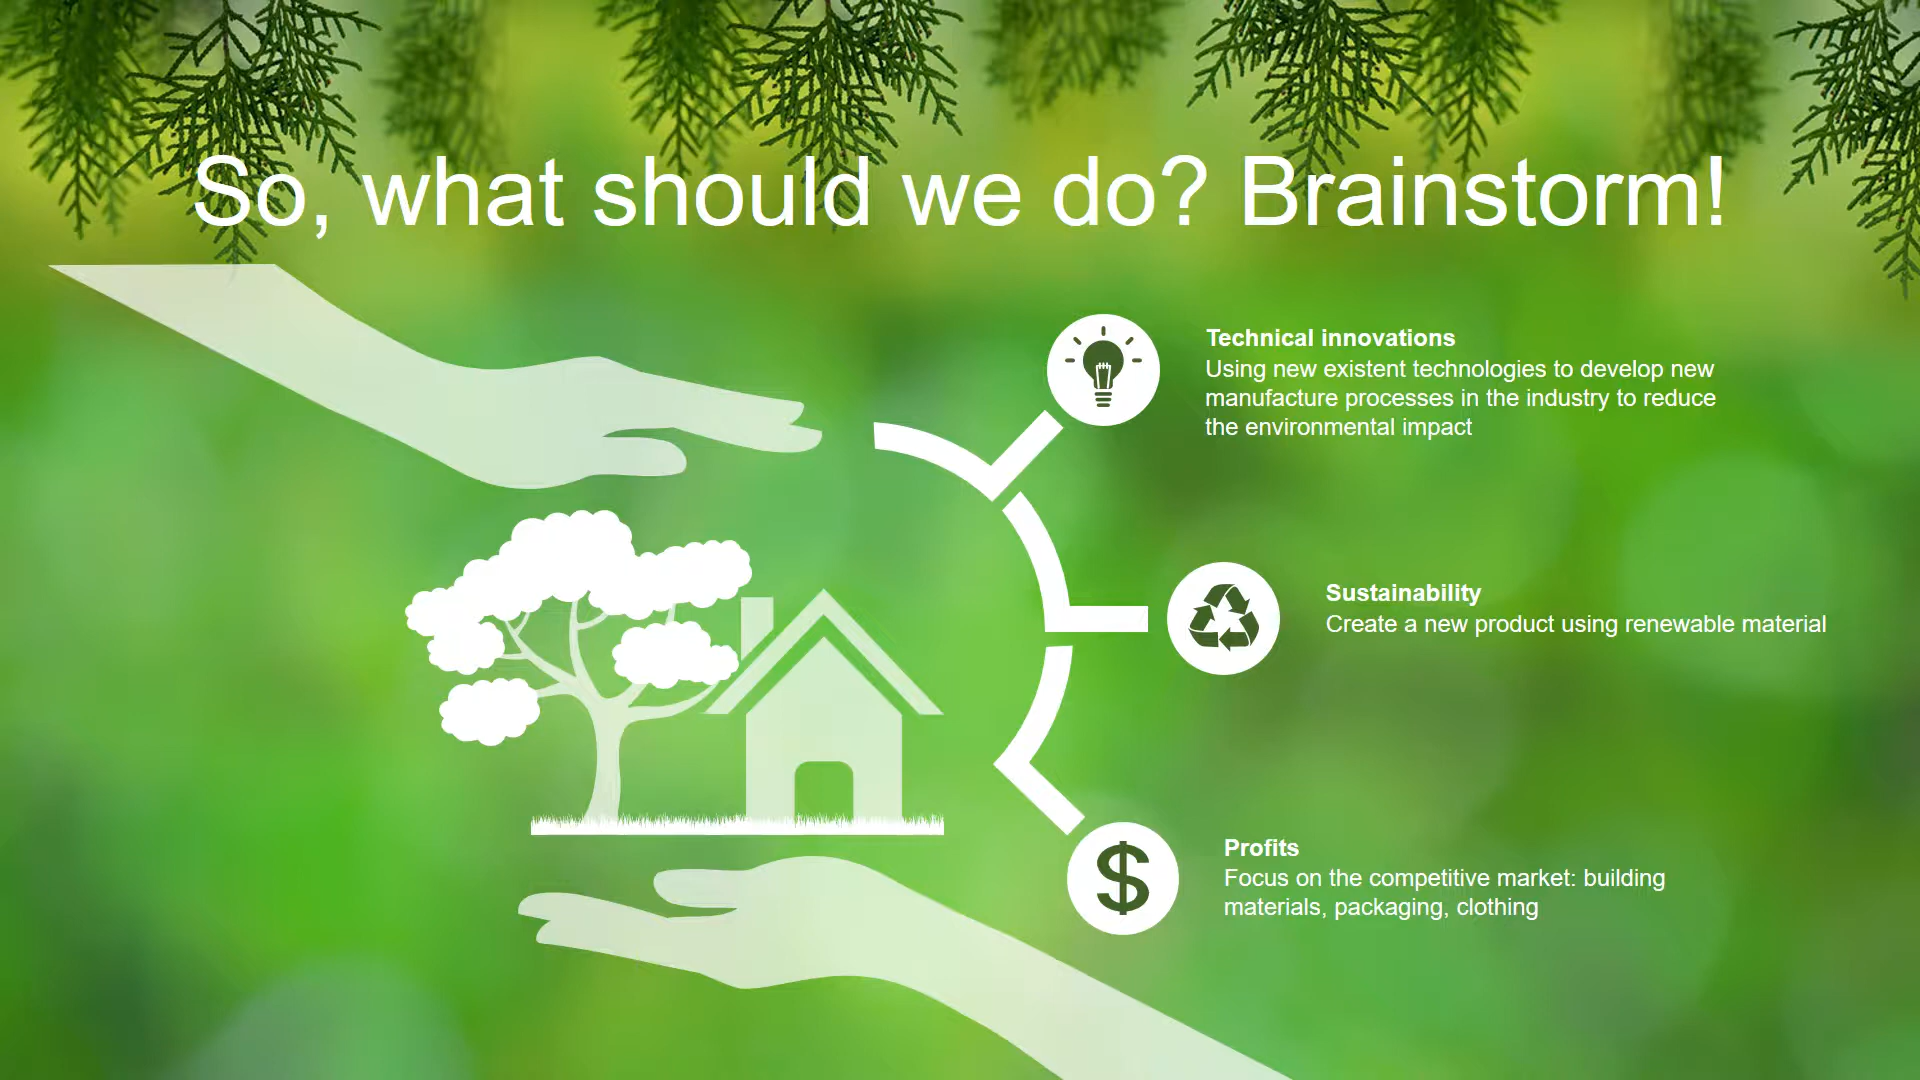 So, what should we do? Brainstorm!
Technical innovations
Using new existent technologies to develop new
manufacture processes in the industry to reduce
the environmental impact
Sustainability
Create a new product using renewable material
$
Profits
Focus on the competitive market: building
materials, packaging, clothing